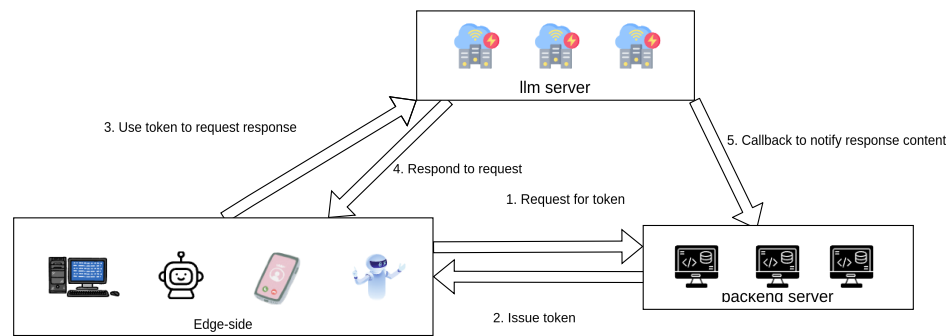 llm server
3. Use token to request response
5. Callback to notify response content
4. Respond to request
1. Request for token
backend server
2. Issue token
Edge-side